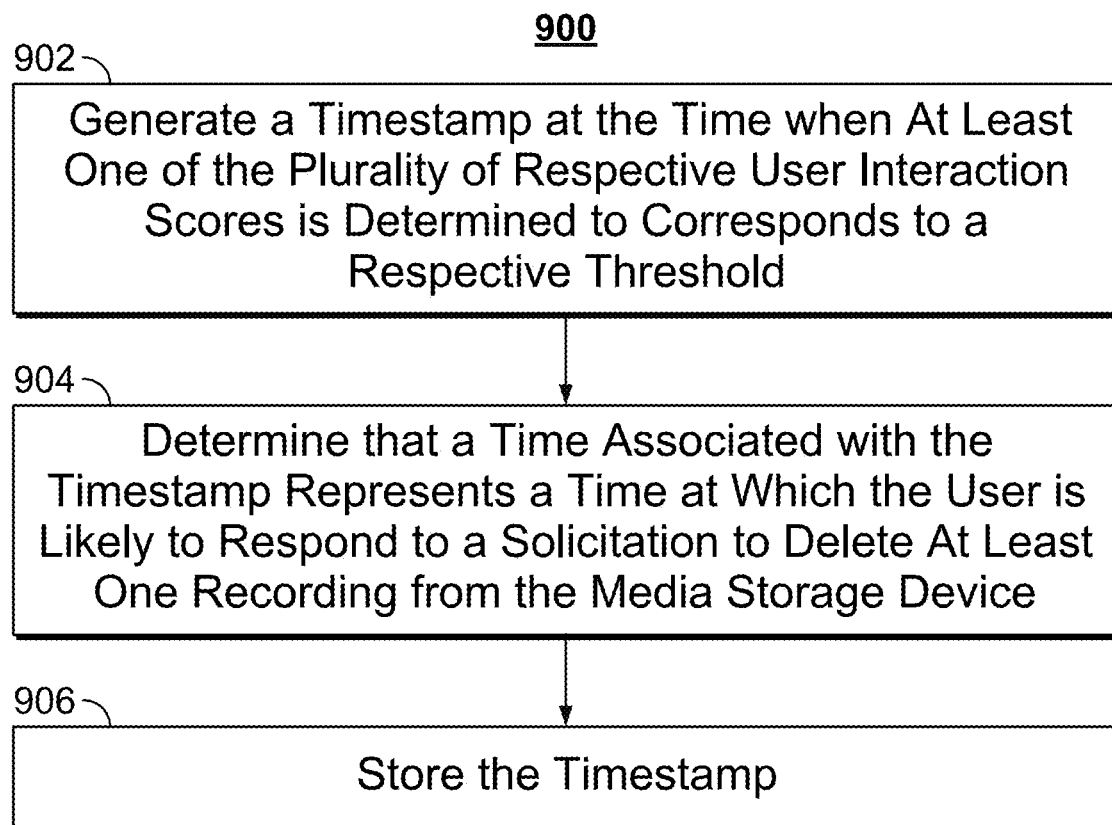 900
902
Generate a Timestamp at the Time when At Least
One of the Plurality of Respective User Interaction
Scores is Determined to Corresponds to a
Respective Threshold
904
Determine that a Time Associated with the
Timestamp Represents a Time at Which the User is
Likely to Respond to a Solicitation to Delete At Least
One Recording from the Media Storage Device
906
Store the Timestamp